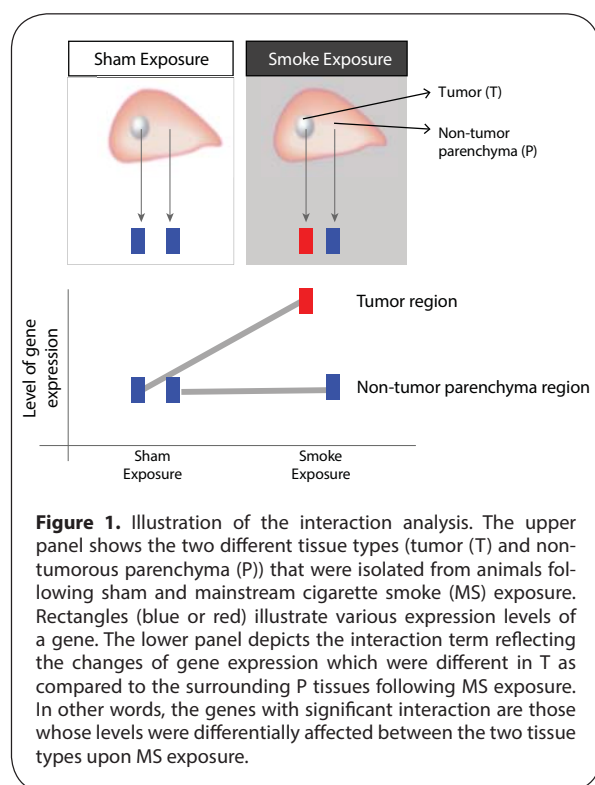 Sham Exposure
Smoke Exposure
Tumor (T)
Non-tumor
parenchyma (P)
Level of gene
expression
Tumor region
Non-tumor parenchyma region
Sham
Exposure
Smoke
Exposure
Figure 1. Illustration of the interaction analysis. The upper
panel shows the two different tissue types (tumor (T) and non-
tumorous parenchyma (P)) that were isolated from animals fol-
lowing sham and mainstream cigarette smoke (MS) exposure.
Rectangles (blue or red) illustrate various expression levels of
a gene. The lower panel depicts the interaction term reflecting
the changes of gene expression which were different in T as
compared to the surrounding P tissues following MS exposure.
In other words, the genes with significant interaction are those
whose levels were differentially affected between the two tissue
types upon MS exposure.